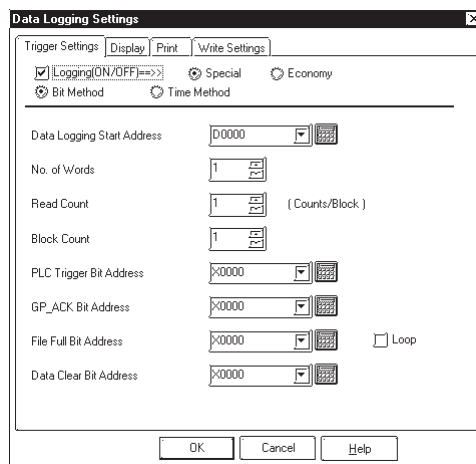 Data Logging Settings
Trigger Settings Display Print Write Settings
Logging(ON/OFF)==>> Special Economy
Bit Method Time Method
Data Logging Start Address D0000
No. of Words 1
Read Count 1 ( Counts/Block )
Block Count 1
PLC Trigger Bit Address X0000
GP_ACK Bit Address X0000
File Full Bit Address X0000 Loop
Data Clear Bit Address X0000
OK Cancel Help